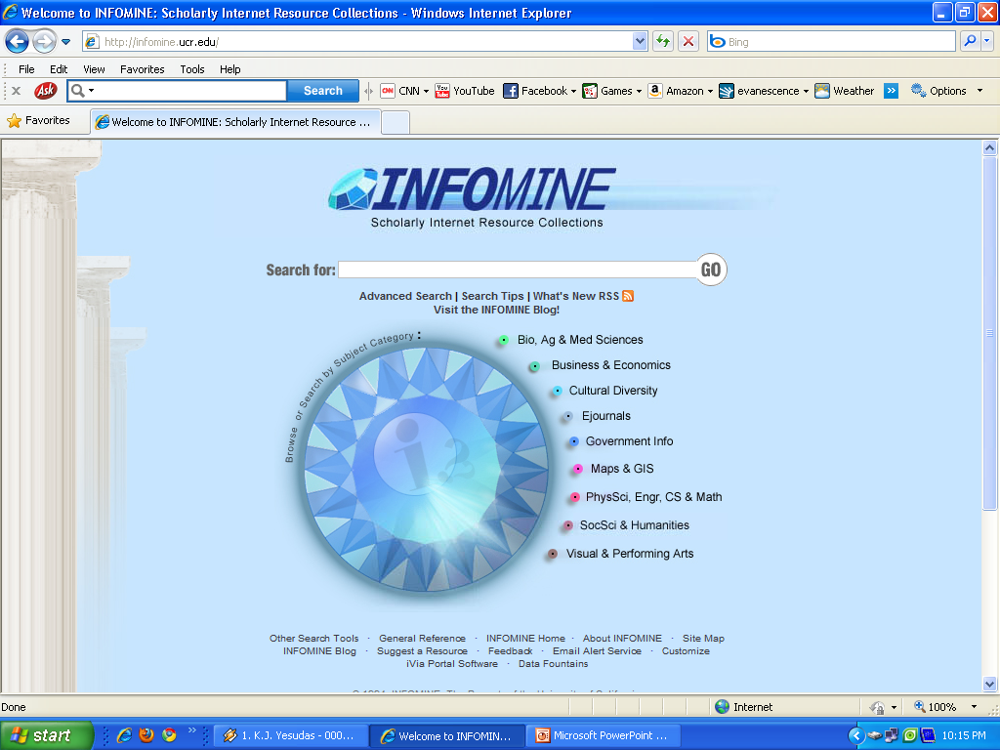 Welcome to INFOMINE: Scholarly Internet Resource Collections - Windows Internet Explorer
http://infomine.ucr.edu/
Bing
File Edit View Favorites Tools Help
Ask Search CNN YouTube Facebook Games Amazon evanescence Weather Options
Favorites Welcome to INFOMINE: Scholarly Internet Resource ...
INFOMINE
Scholarly Internet Resource Collections
Search for: GO
Advanced Search | Search Tips | What's New RSS
Visit the INFOMINE Blog!
Browse or Search by Subject Category :
Bio, Ag & Med Sciences
Business & Economics
Cultural Diversity
Ejournals
Government Info
Maps & GIS
PhysSci, Engr, CS & Math
SocSci & Humanities
Visual & Performing Arts
Other Search Tools · General Reference · INFOMINE Home · About INFOMINE · Site Map
INFOMINE Blog · Suggest a Resource · Feedback · Email Alert Service · Customize
iVia Portal Software · Data Fountains
Done Internet 100%
start 1. K.J. Yesudas - 000... Welcome to INFOMIN... Microsoft PowerPoint ... 10:15 PM